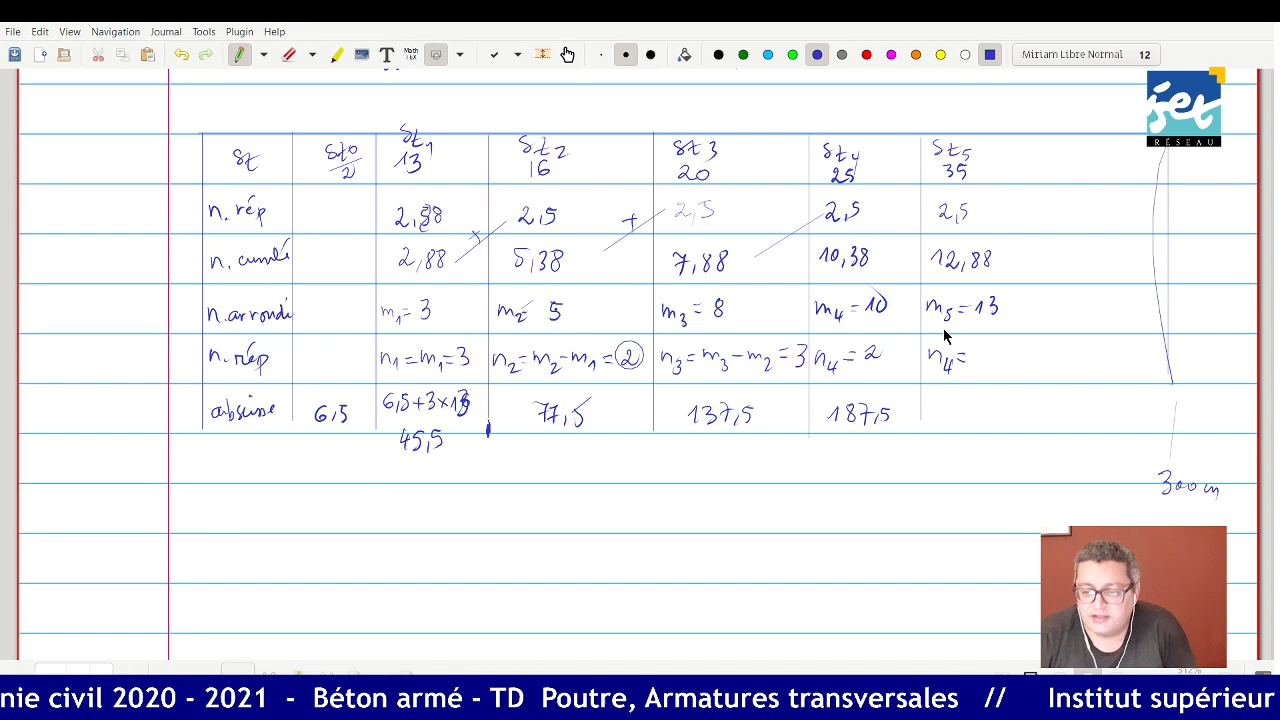 File Edit View Navigation Journal Tools Plugin Help
T Math TEX Miriam Libre Normal 12
iset
RÉSEAU
St St0/2 St1 13 St2 16 St3 20 St4 25 St5 35
n.rép 2,88 2,5 2,5 2,5 2,5
n.cumulé 2,88 + 5,38 + 7,88 10,38 12,88
n.arrondi m1=3 m2= 5 m3=8 m4=10 m5=13
n.rép n1=m1=3 n2=m2-m1=2 n3=m3-m2=3 n4=2 n4=
abscisse 6,5 6,5+3×13 77,5 137,5 187,5
45,5
300 cm
312%
nie civil 2020 - 2021 - Béton armé - TD Poutre, Armatures transversales // Institut supérieur